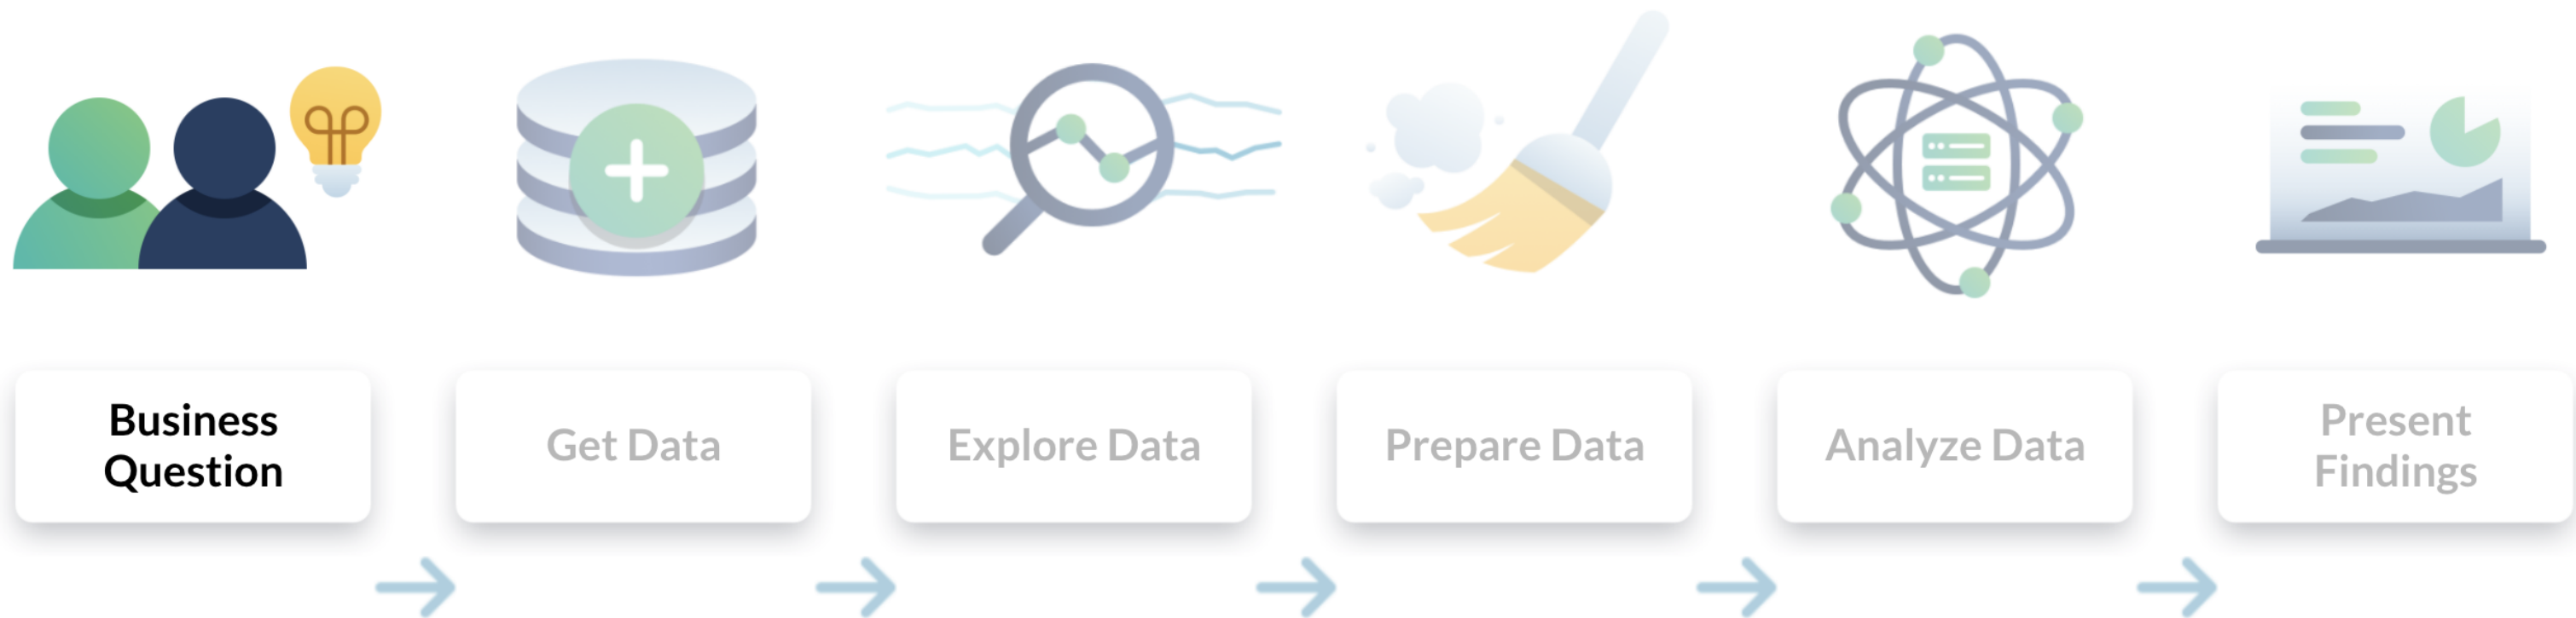 Business
Question
Get Data
Explore Data
Prepare Data
Analyze Data
Present
Findings